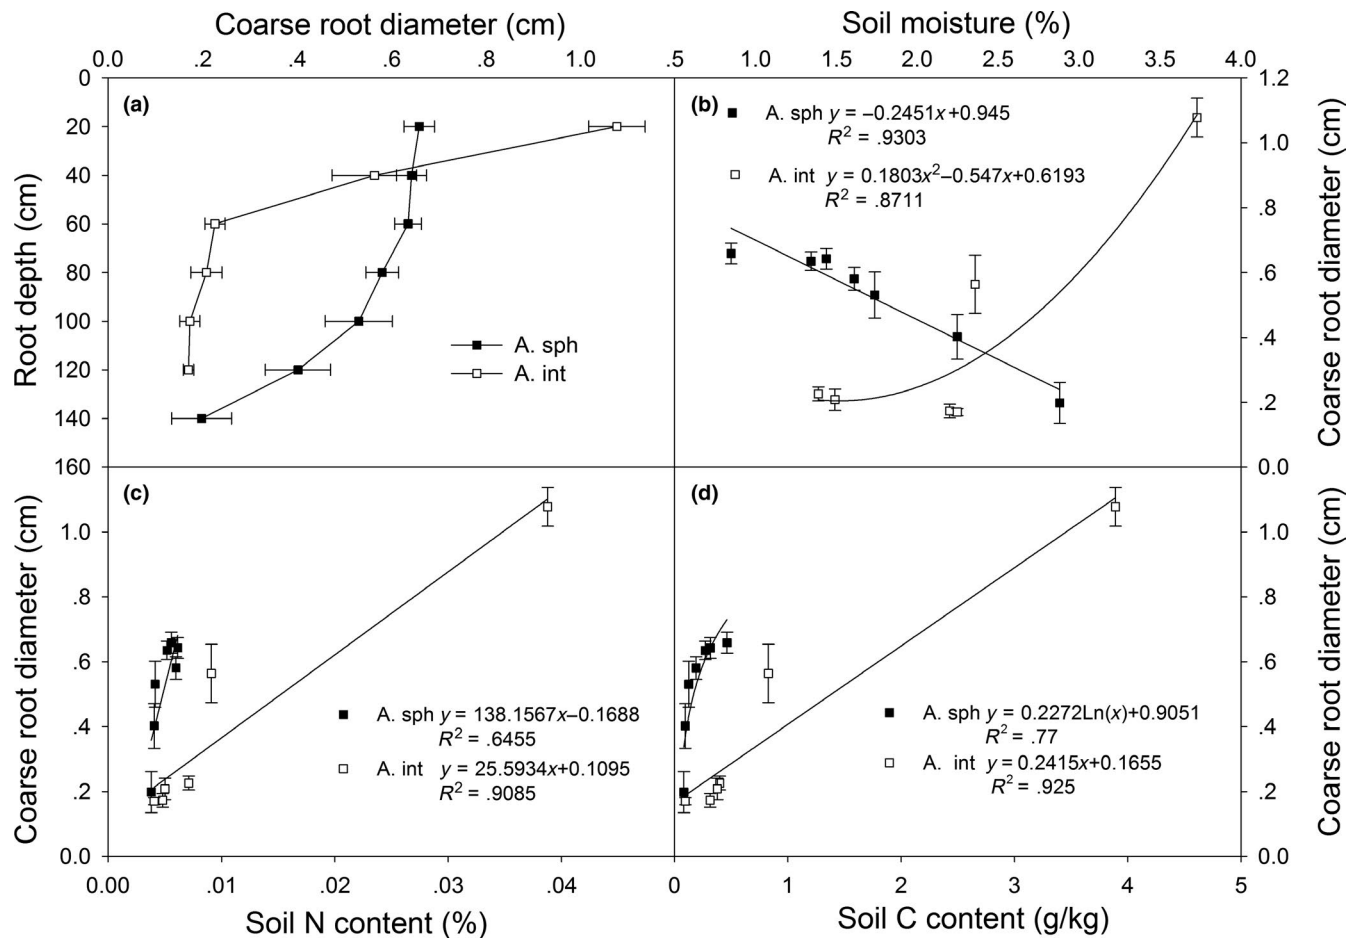 Coarse root diameter (cm)
0 .2 .4 .6 .8 1.0
Soil moisture (%)
.5 1.0 1.5 2.0 2.5 3.0 3.5 4.0
Root depth (cm)
0
20
40
60
80
100
120
140
160
(a)
A. sph
A. int
(b)
A. sph y = –0.2451x+0.945
R² = .9303
A. int y = 0.1803x²–0.547x+0.6193
R² = .8711
1.2
1.0
.8
.6
.4
.2
0.0
Coarse root diameter (cm)
Coarse root diameter (cm)
1.0
.8
.6
.4
.2
0.0
(c)
A. sph y = 138.1567x–0.1688
R² = .6455
A. int y = 25.5934x+0.1095
R² = .9085
0.00 .01 .02 .03 .04
Soil N content (%)
(d)
A. sph y = 0.2272Ln(x)+0.9051
R² = .77
A. int y = 0.2415x+0.1655
R² = .925
1.0
.8
.6
.4
.2
0.0
Coarse root diameter (cm)
0 1 2 3 4 5
Soil C content (g/kg)